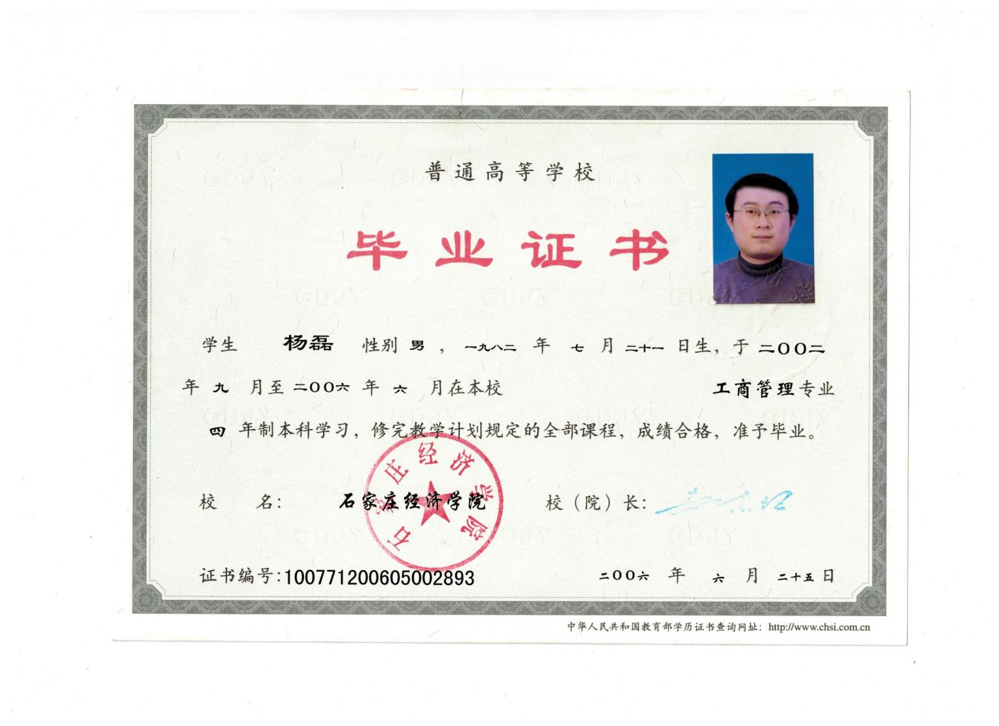 普通高等学校
毕业证书
学生 杨磊 性别 男，一九八二 年 七 月 二十一 日生，于 二〇〇二
年 九 月至 二〇〇六 年 六 月在本校 工商管理 专业
四 年制本科学习，修完教学计划规定的全部课程，成绩合格，准予毕业。
校 名： 石家庄经济学院 校（院）长：
石家庄经济学院
证书编号：100771200605002893 二〇〇六 年 六 月 二十五 日
中华人民共和国教育部学历证书查询网址：http://www.chsi.com.cn